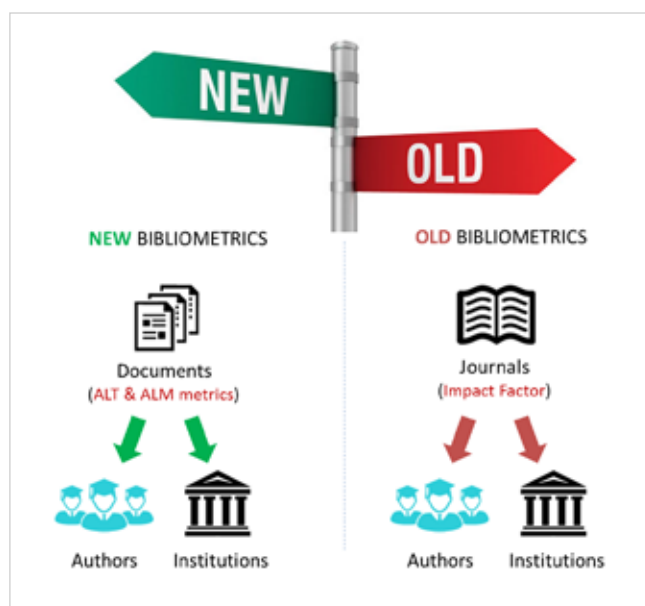 NEW
OLD
NEW BIBLIOMETRICS
Documents
(ALT & ALM metrics)
Authors
Institutions
OLD BIBLIOMETRICS
Journals
(Impact Factor)
Authors
Institutions